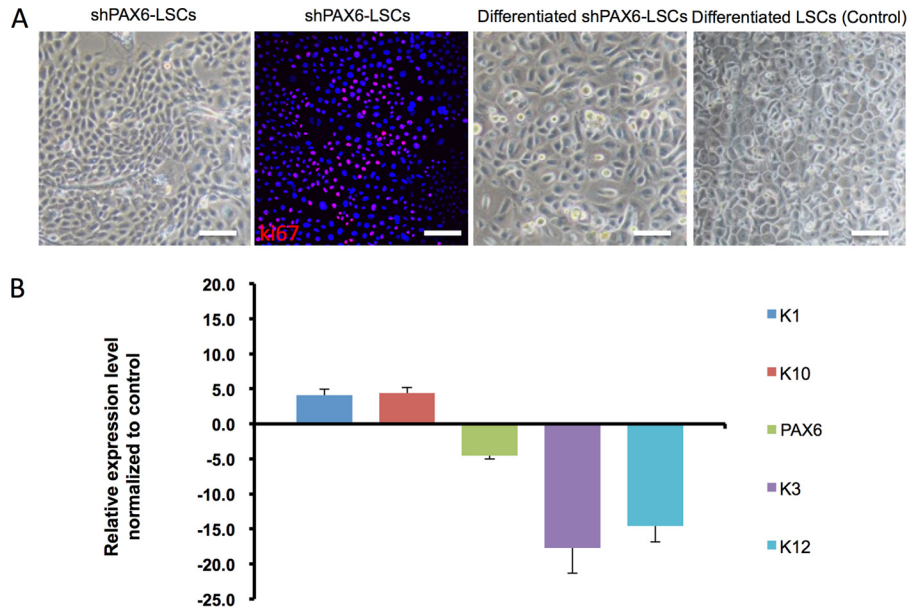 A
shPAX6-LSCs
shPAX6-LSCs
Differentiated shPAX6-LSCs
Differentiated LSCs (Control)
ki67
B
Relative expression level
normalized to control
20.0
15.0
10.0
5.0
0.0
-5.0
-10.0
-15.0
-20.0
-25.0
K1
K10
PAX6
K3
K12